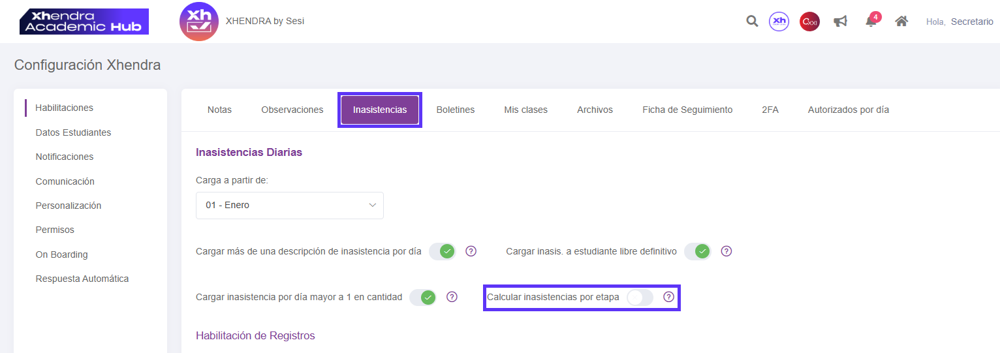 Xhendra
Academic Hub
xh
XHENDRA by Sesi
xh
Cxxi
4
Hola, Secretario
Configuración Xhendra
Habilitaciones
Datos Estudiantes
Notificaciones
Comunicación
Personalización
Permisos
On Boarding
Respuesta Automática
Notas Observaciones Inasistencias Boletines Mis clases Archivos Ficha de Seguimiento 2FA Autorizados por día
Inasistencias Diarias
Carga a partir de:
01 - Enero
Cargar más de una descripción de inasistencia por día ? Cargar inasis. a estudiante libre definitivo ?
Cargar inasistencia por día mayor a 1 en cantidad ? Calcular inasistencias por etapa ?
Habilitación de Registros